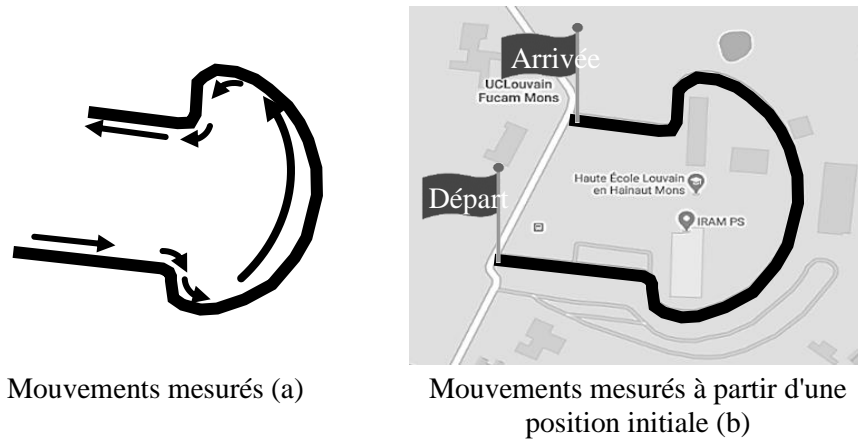 Arrivée
UCLouvain
Fucam Mons
Départ
Haute École Louvain
en Hainaut Mons
IRAM PS
Mouvements mesurés (a)
Mouvements mesurés à partir d'une
position initiale (b)